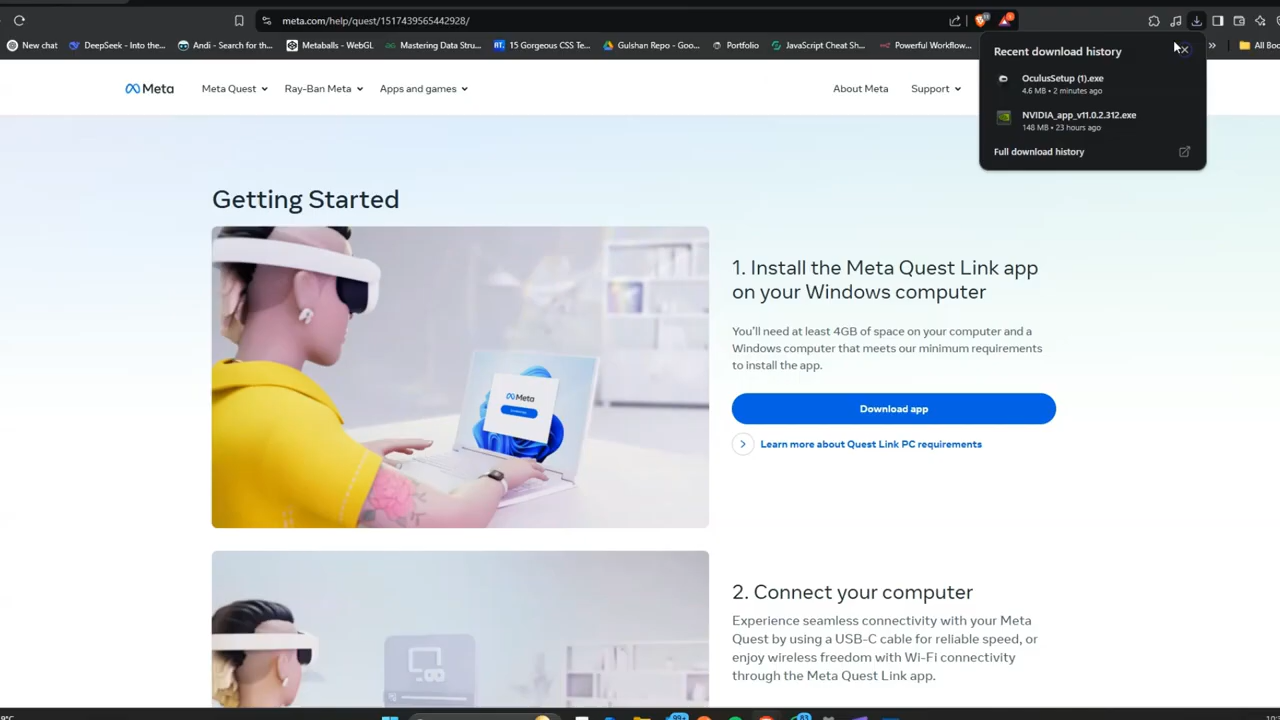 meta.com/help/quest/1517439565442928/
New chat
DeepSeek - Into the...
Andi - Search for th...
Metaballs - WebGL
Mastering Data Stru...
15 Gorgeous CSS Te...
Gulshan Repo - Goo...
Portfolio
JavaScript Cheat Sh...
Powerful Workflow...
All Boo
Recent download history
OculusSetup (1).exe
4.6 MB • 2 minutes ago
NVIDIA_app_v11.0.2.312.exe
148 MB • 23 hours ago
Full download history
Meta
Meta Quest
Ray-Ban Meta
Apps and games
About Meta
Support
Getting Started
Meta
1. Install the Meta Quest Link app
on your Windows computer
You'll need at least 4GB of space on your computer and a
Windows computer that meets our minimum requirements
to install the app.
Download app
Learn more about Quest Link PC requirements
2. Connect your computer
Experience seamless connectivity with your Meta
Quest by using a USB-C cable for reliable speed, or
enjoy wireless freedom with Wi-Fi connectivity
through the Meta Quest Link app.